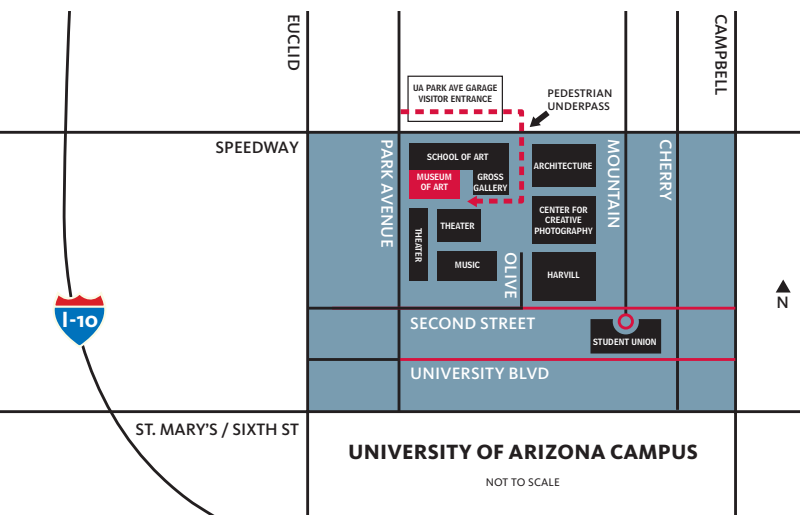 EUCLID
CAMPBELL
UA PARK AVE GARAGE
VISITOR ENTRANCE
PEDESTRIAN
UNDERPASS
SPEEDWAY
PARK AVENUE
SCHOOL OF ART
MUSEUM
OF ART
GROSS
GALLERY
ARCHITECTURE
MOUNTAIN
CHERRY
CENTER FOR
CREATIVE
PHOTOGRAPHY
THEATER
THEATER
MUSIC
OLIVE
HARVILL
N
I-10
SECOND STREET
STUDENT UNION
UNIVERSITY BLVD
ST. MARY'S / SIXTH ST
UNIVERSITY OF ARIZONA CAMPUS
NOT TO SCALE